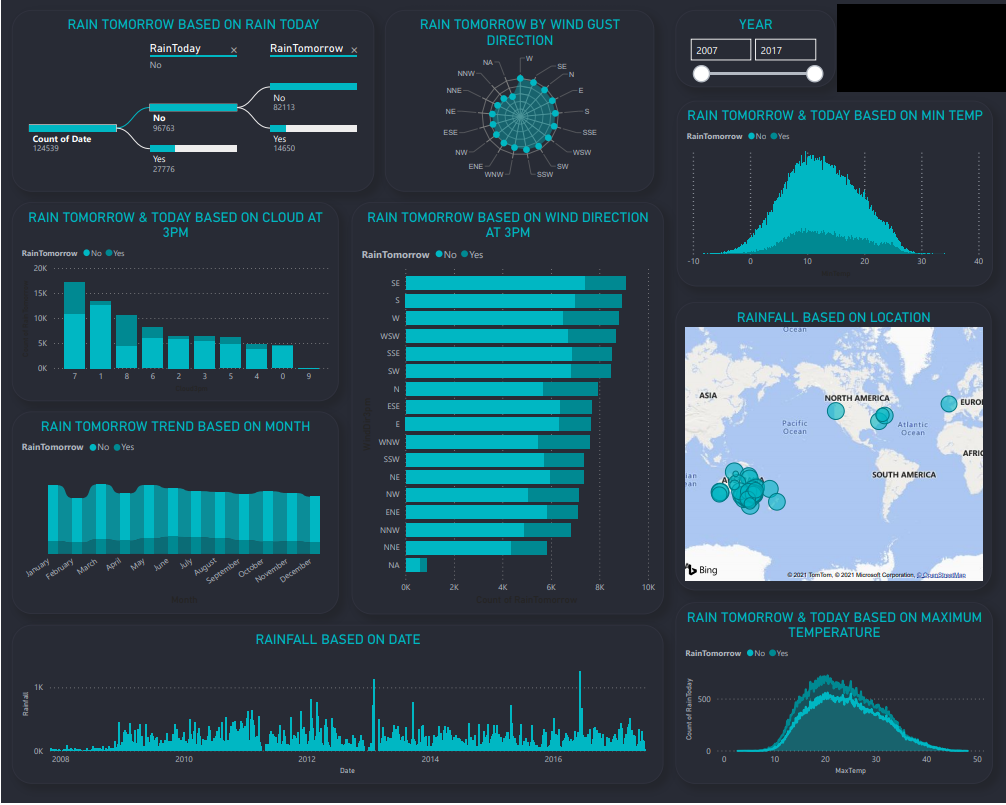 RAIN TOMORROW BASED ON RAIN TODAY
RainToday ×
No
RainTomorrow ×
Count of Date
124539
No
96763
Yes
27776
No
82113
Yes
14650
RAIN TOMORROW BY WIND GUST
DIRECTION
W
SE
N
E
S
SSE
WSW
SW
SSW
WNW
ENE
NW
ESE
NE
NNE
NNW
NA
YEAR
2007
2017
RAIN TOMORROW & TODAY BASED ON MIN TEMP
RainTomorrow No Yes
-10
0
10
20
30
40
RAIN TOMORROW & TODAY BASED ON CLOUD AT
3PM
RainTomorrow No Yes
20K
15K
10K
5K
0K
7 1 8 6 2 3 5 4 0 9
RAIN TOMORROW BASED ON WIND DIRECTION
AT 3PM
RainTomorrow No Yes
SE
S
W
WSW
SSE
SW
N
ESE
E
WNW
SSW
NE
NW
ENE
NNW
NNE
NA
0K 2K 4K 6K 8K 10K
RAINFALL BASED ON LOCATION
Ocean
Ocean
ASIA
NORTH AMERICA
EURO
Pacific
Ocean
Atlantic
Ocean
AFRIC
SOUTH AMERICA
Bing
© 2021 TomTom, © 2021 Microsoft Corporation, © OpenStreetMap
RAIN TOMORROW TREND BASED ON MONTH
RainTomorrow No Yes
January
February
March
April
May
June
July
August
September
October
November
December
RAINFALL BASED ON DATE
Rainfall
1K
0K
2008 2010 2012 2014 2016
Date
RAIN TOMORROW & TODAY BASED ON MAXIMUM
TEMPERATURE
RainTomorrow No Yes
Count of RainToday
500
0
0 10 20 30 40 50
MaxTemp